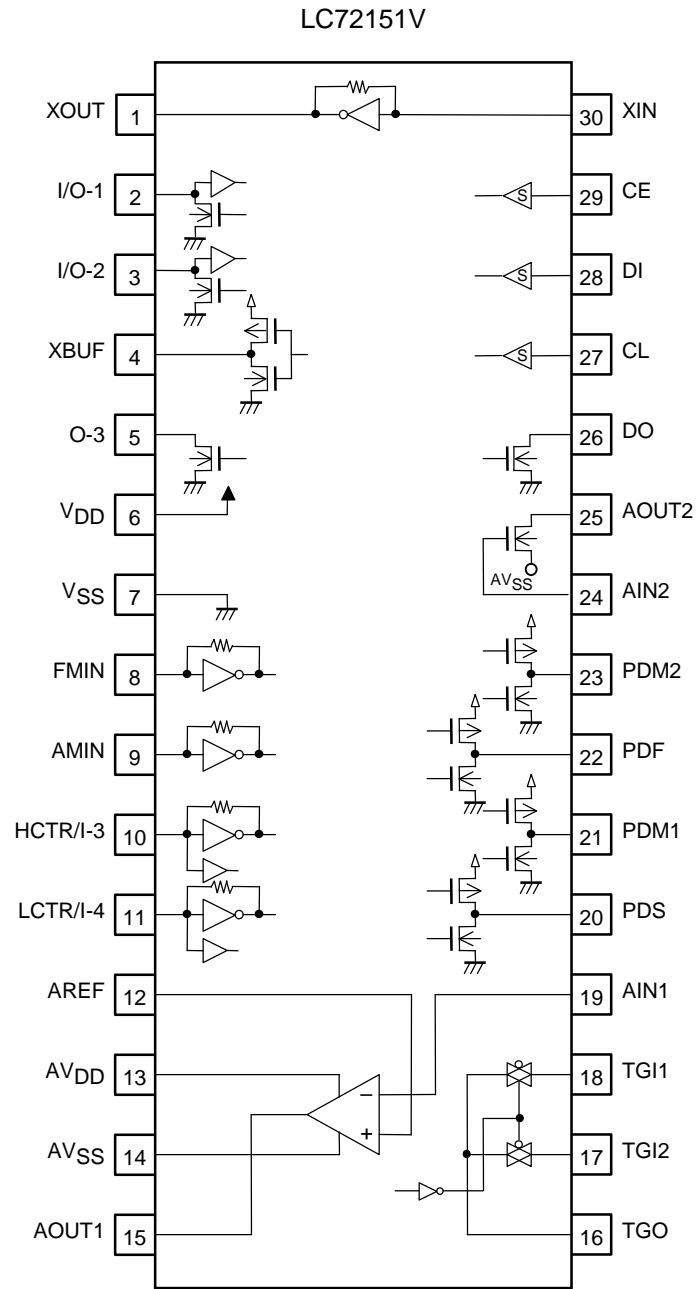 LC72151V
XOUT 1
30 XIN
I/O-1 2
29 CE
S
I/O-2 3
28 DI
S
XBUF 4
27 CL
S
O-3 5
26 DO
VDD 6
25 AOUT2
AVSS
VSS 7
24 AIN2
FMIN 8
23 PDM2
AMIN 9
22 PDF
HCTR/I-3 10
21 PDM1
LCTR/I-4 11
20 PDS
AREF 12
19 AIN1
AVDD 13
18 TGI1
−
+
AVSS 14
17 TGI2
AOUT1 15
16 TGO